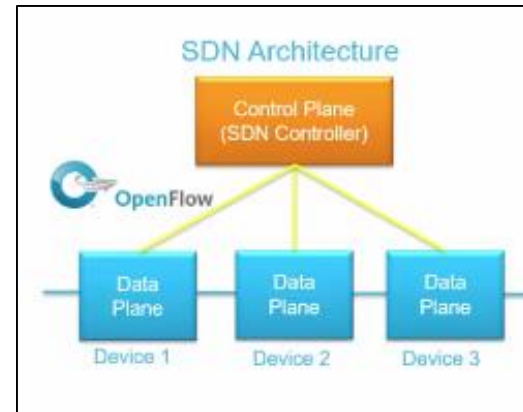 SDN Architecture
Control Plane
(SDN Controller)
OpenFlow
Data
Plane
Data
Plane
Data
Plane
Device 1
Device 2
Device 3